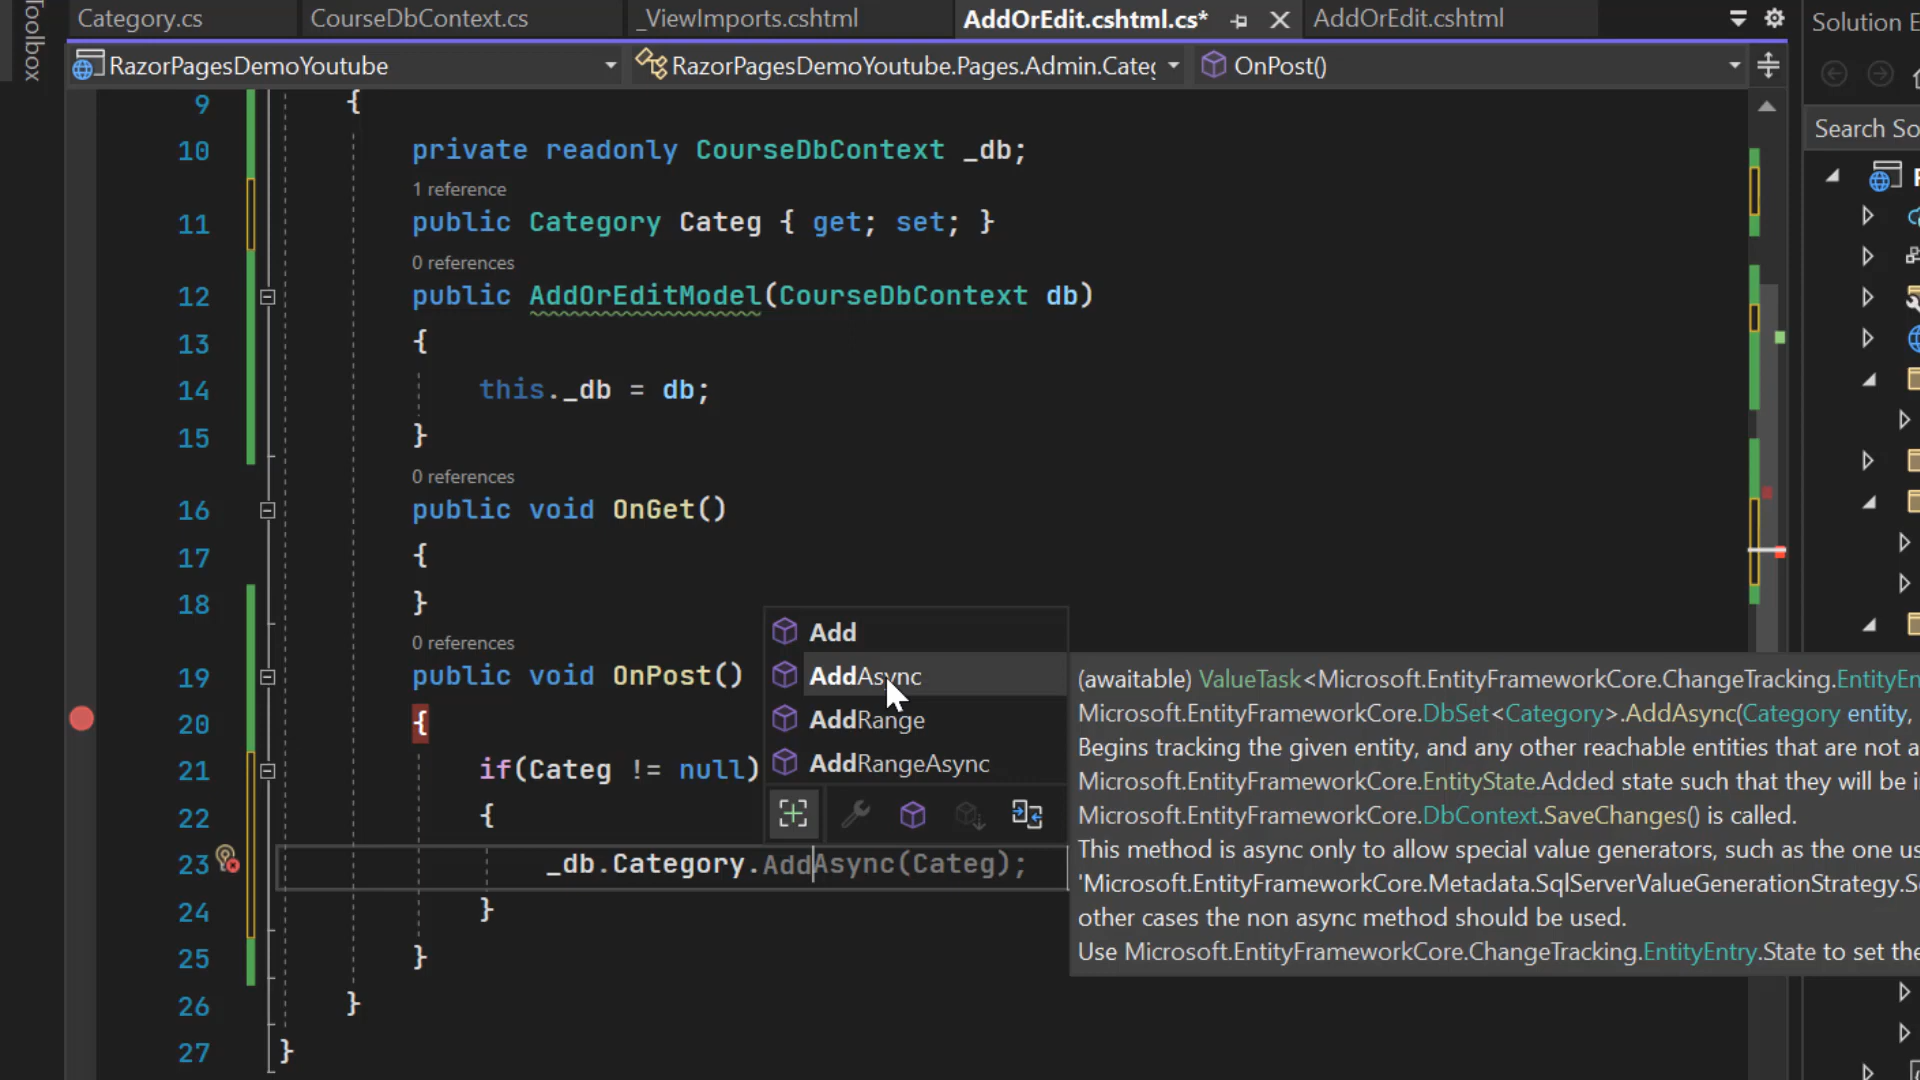 Toolbox
Category.cs
CourseDbContext.cs
_ViewImports.cshtml
AddOrEdit.cshtml.cs*
AddOrEdit.cshtml
Solution E
RazorPagesDemoYoutube
RazorPagesDemoYoutube.Pages.Admin.Categ
OnPost()
Search So
9 {
10 private readonly CourseDbContext _db;
1 reference
11 public Category Categ { get; set; }
0 references
12 public AddOrEditModel(CourseDbContext db)
13 {
14 this._db = db;
15 }
0 references
16 public void OnGet()
17 {
18 }
0 references
19 public void OnPost()
20 {
21 if(Categ != null)
22 {
23 _db.Category.AddAsync(Categ);
24 }
25 }
26 }
27 }
Add
AddAsync
AddRange
AddRangeAsync
(awaitable) ValueTask<Microsoft.EntityFrameworkCore.ChangeTracking.EntityEn
Microsoft.EntityFrameworkCore.DbSet<Category>.AddAsync(Category entity,
Begins tracking the given entity, and any other reachable entities that are not a
Microsoft.EntityFrameworkCore.EntityState.Added state such that they will be i
Microsoft.EntityFrameworkCore.DbContext.SaveChanges() is called.
This method is async only to allow special value generators, such as the one us
'Microsoft.EntityFrameworkCore.Metadata.SqlServerValueGenerationStrategy.S
other cases the non async method should be used.
Use Microsoft.EntityFrameworkCore.ChangeTracking.EntityEntry.State to set the